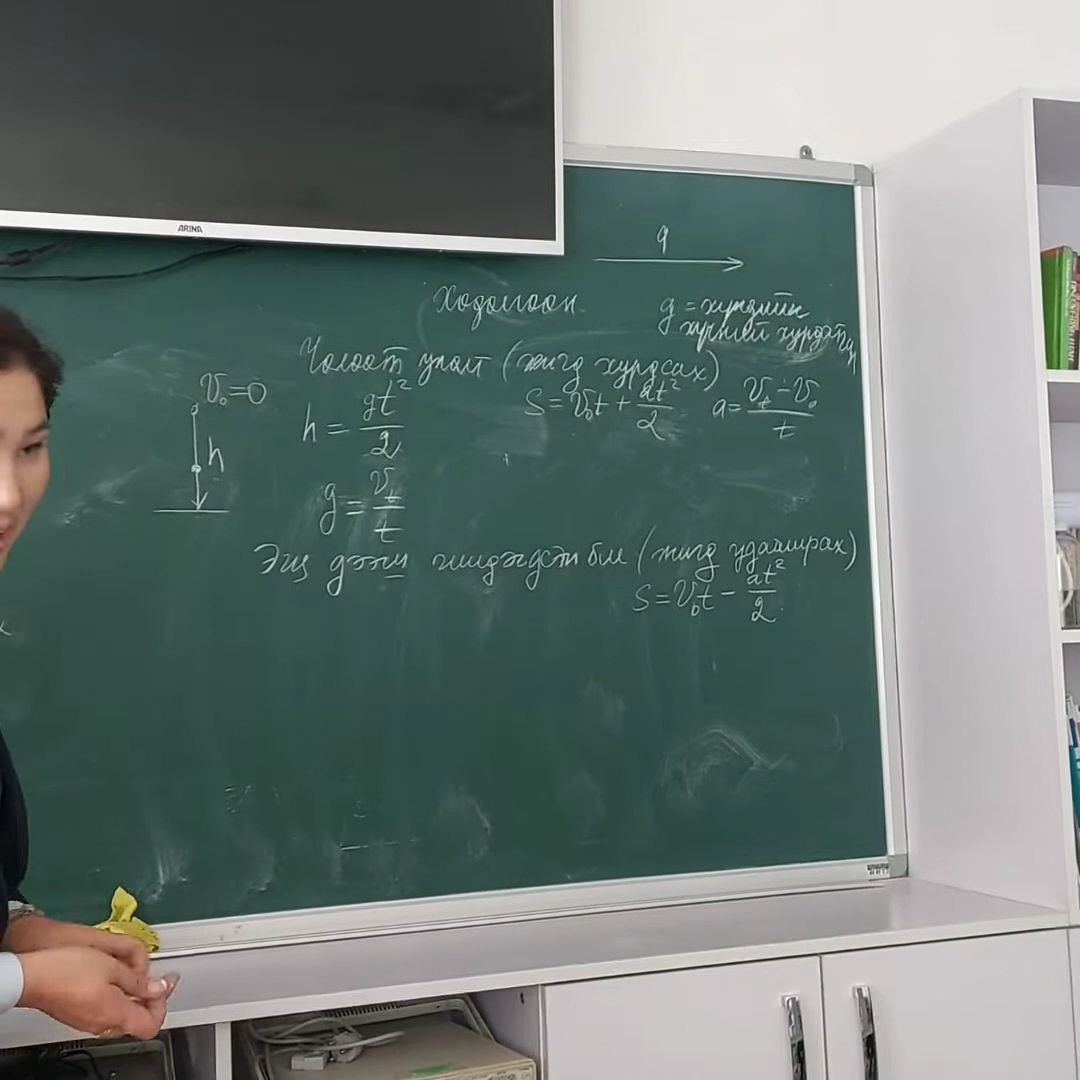 ARINA
a
Хөдөлгөөн
g = хүндийн
хүчний хурдатгал
Чөлөөт уналт (жигд хурдсах)
V₀=0
h
h = gt²/2
S = V₀t + at²/2
a = (Vt − V₀)/t
g = Vt/t
Эгц дээш шидэгдсэн бие (жигд удаашрах)
S = V₀t − at²/2